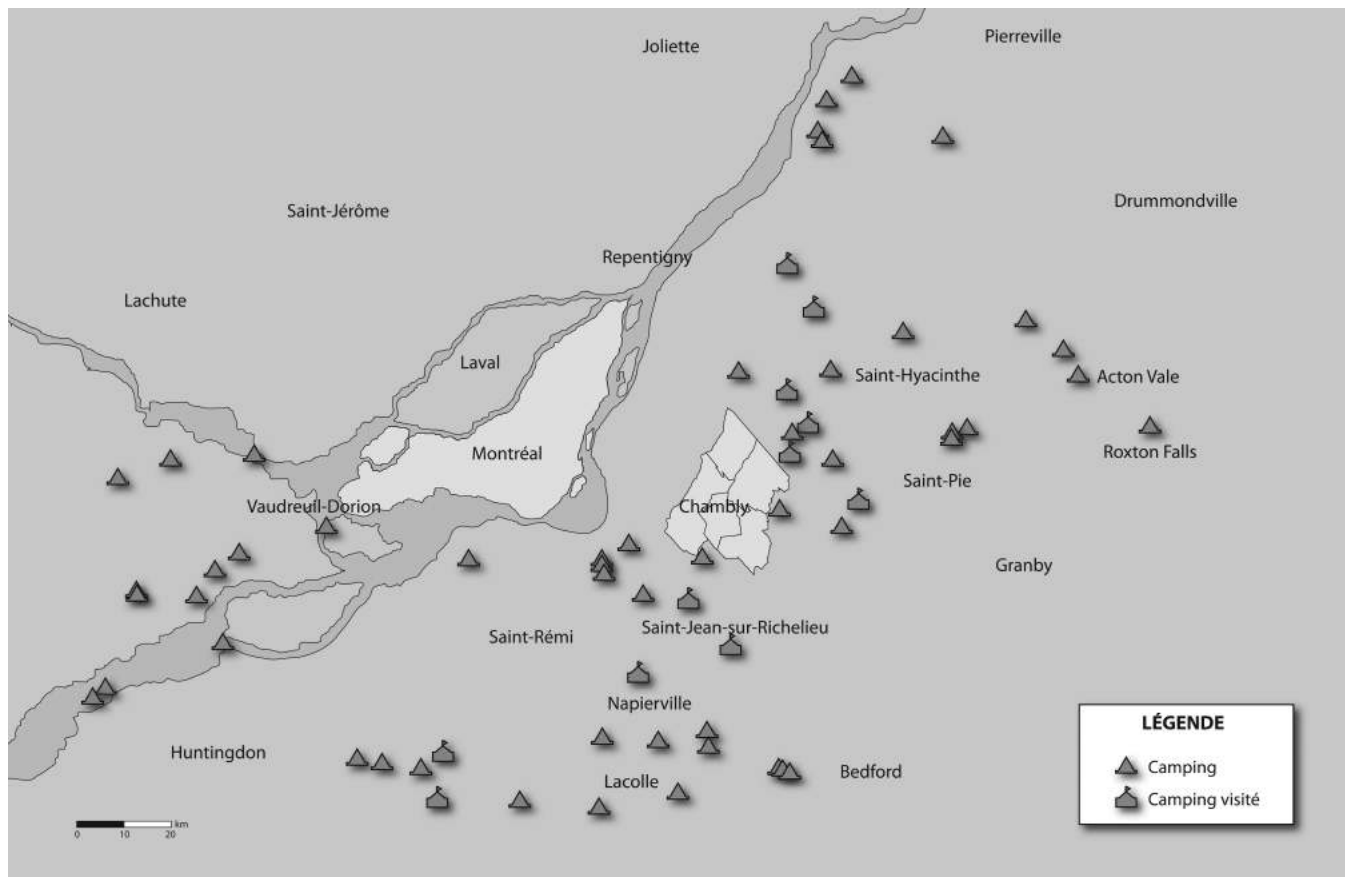 Pierreville
Joliette
Drummondville
Saint-Jérôme
Repentigny
Lachute
Laval
Saint-Hyacinthe
Acton Vale
Montréal
Roxton Falls
Saint-Pie
Vaudreuil-Dorion
Chambly
Granby
Saint-Rémi
Saint-Jean-sur-Richelieu
Napierville
Huntingdon
Lacolle
Bedford
LÉGENDE
Camping
Camping visité
km
0 10 20